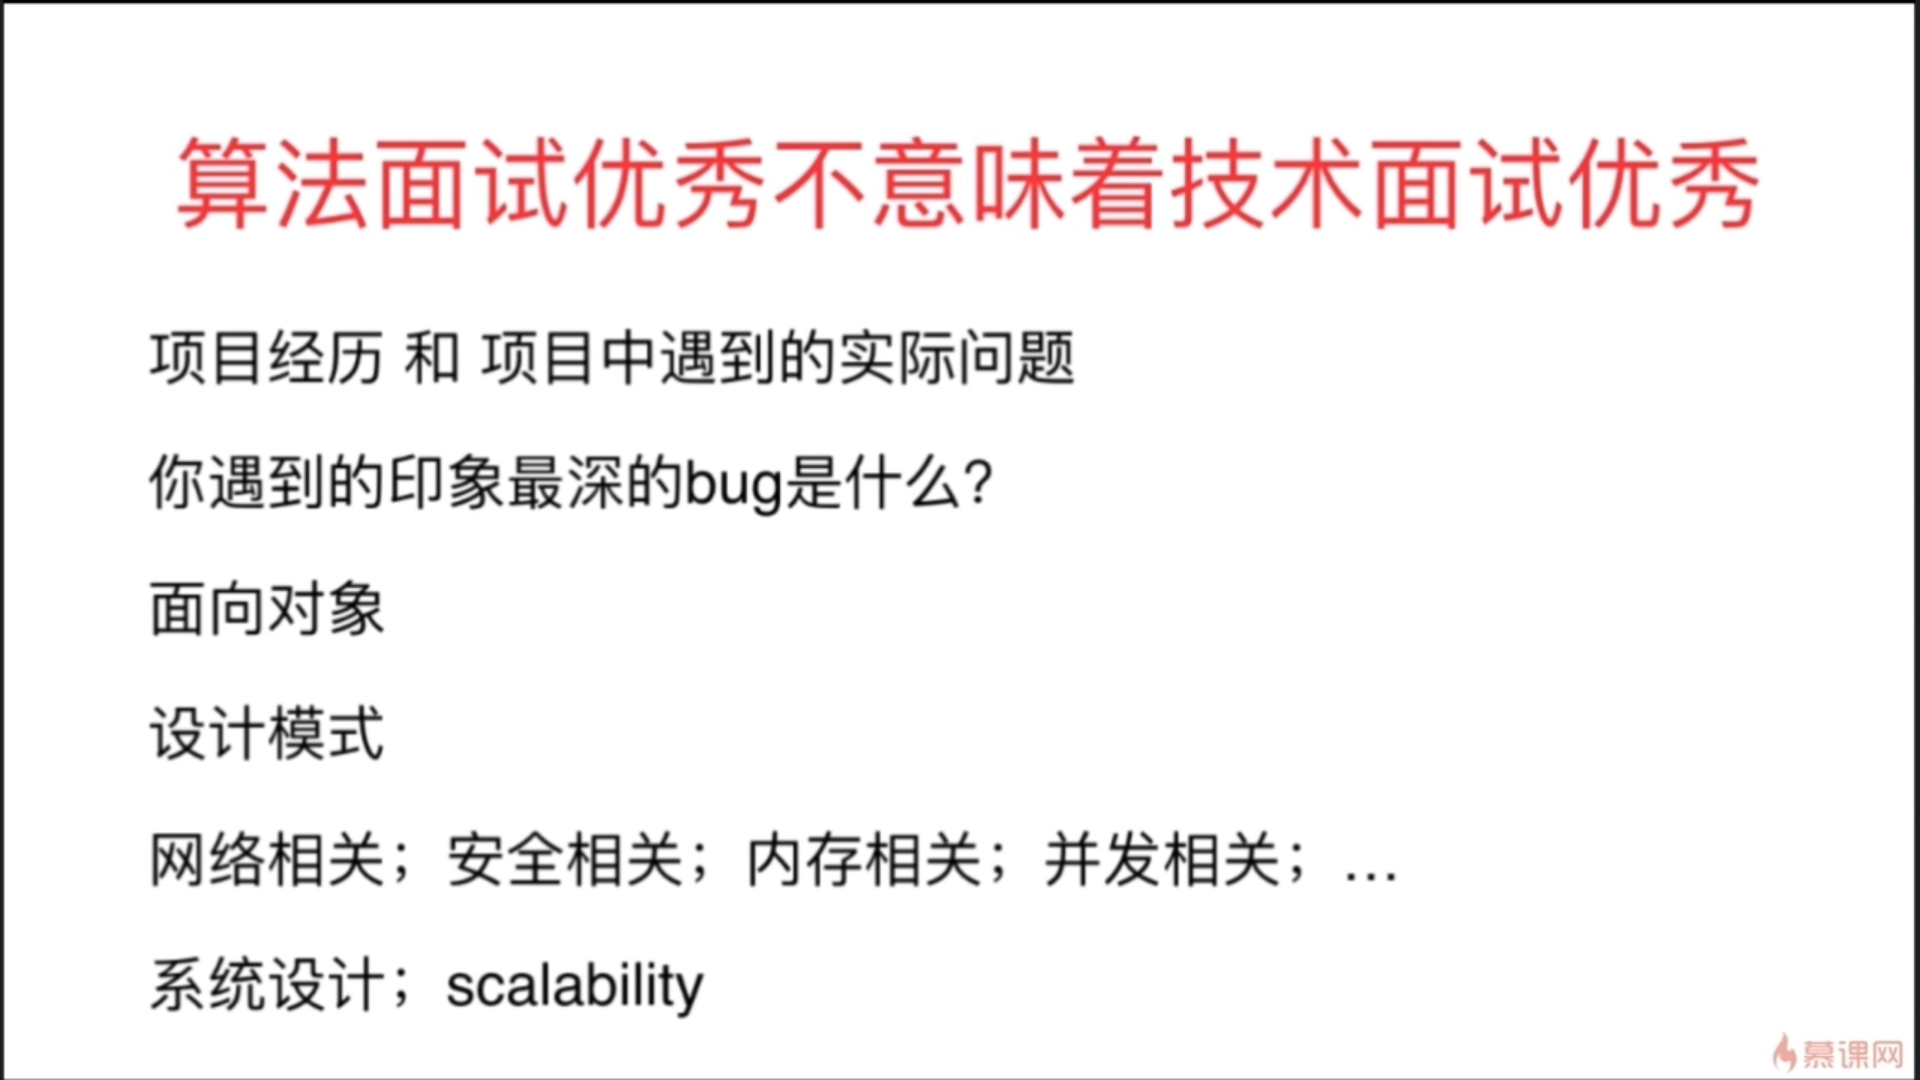 算法面试优秀不意味着技术面试优秀
项目经历 和 项目中遇到的实际问题
你遇到的印象最深的bug是什么？
面向对象
设计模式
网络相关；安全相关；内存相关；并发相关；…
系统设计；scalability
慕课网